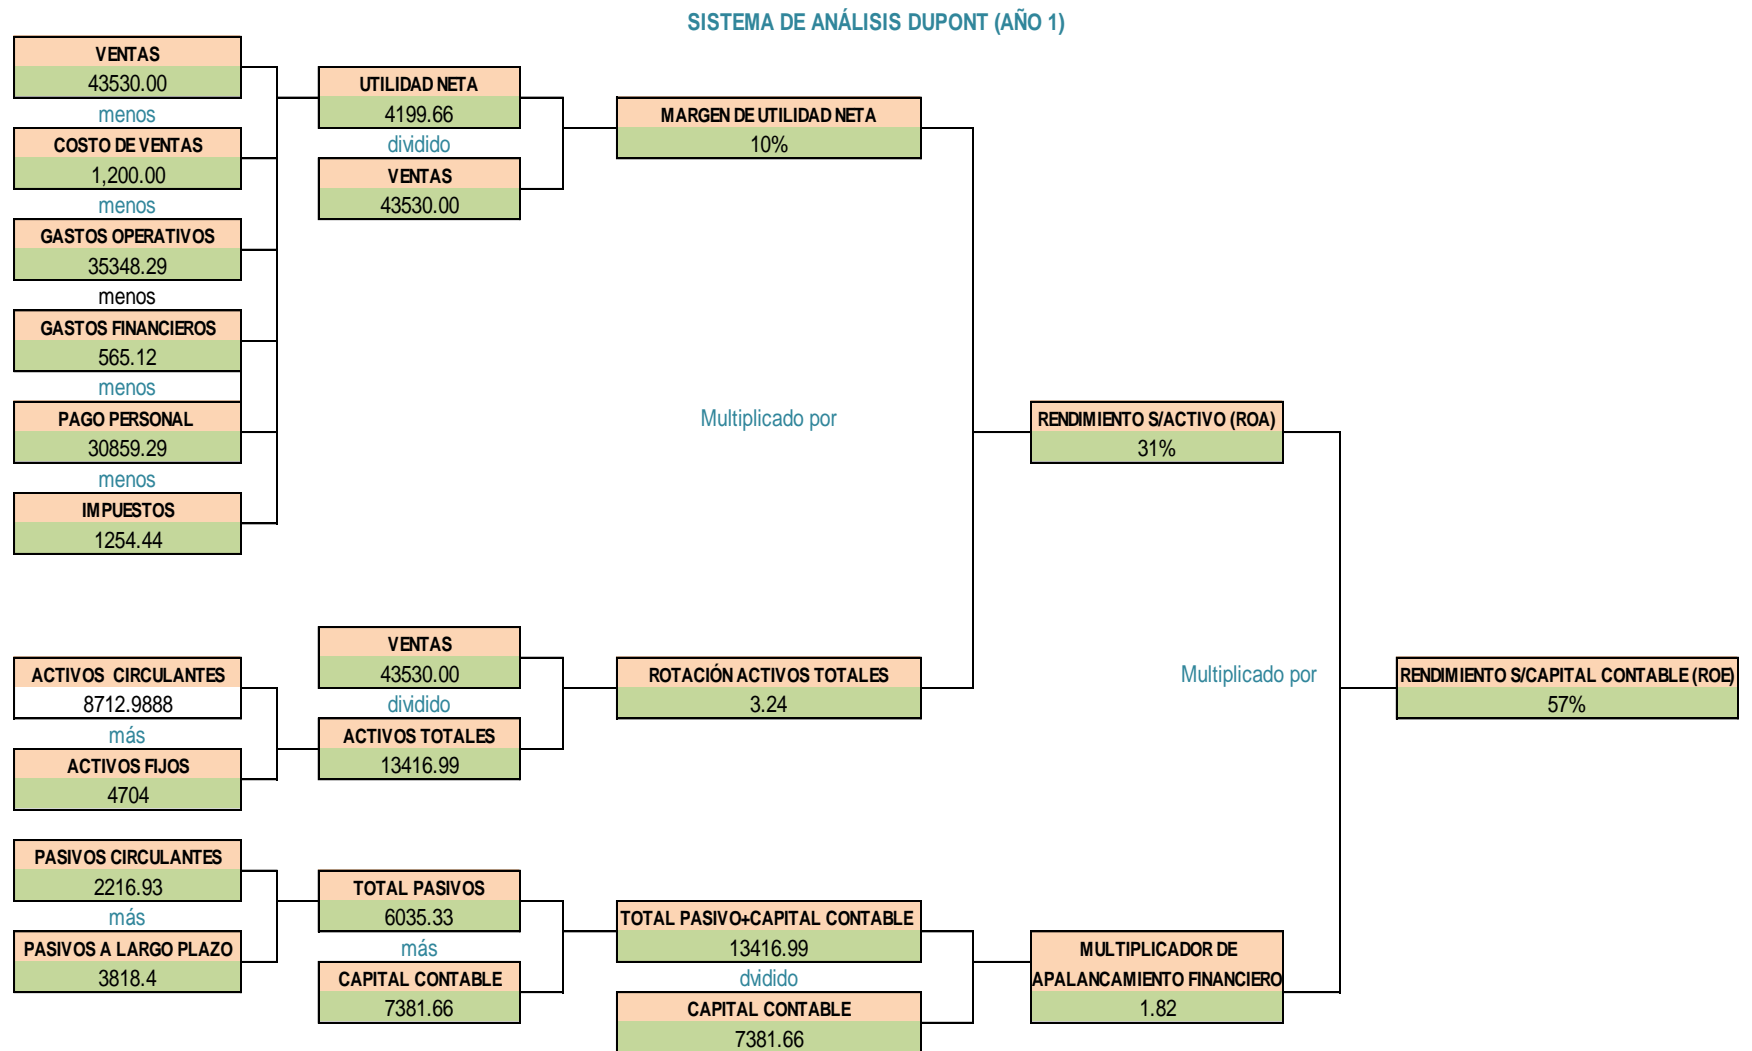 SISTEMA DE ANÁLISIS DUPONT (AÑO 1)
VENTAS
43530.00
menos
COSTO DE VENTAS
1,200.00
menos
GASTOS OPERATIVOS
35348.29
menos
GASTOS FINANCIEROS
565.12
menos
PAGO PERSONAL
30859.29
menos
IMPUESTOS
1254.44
UTILIDAD NETA
4199.66
dividido
VENTAS
43530.00
MARGEN DE UTILIDAD NETA
10%
Multiplicado por
RENDIMIENTO S/ACTIVO (ROA)
31%
ACTIVOS CIRCULANTES
8712.9888
más
ACTIVOS FIJOS
4704
VENTAS
43530.00
dividido
ACTIVOS TOTALES
13416.99
ROTACIÓN ACTIVOS TOTALES
3.24
Multiplicado por
RENDIMIENTO S/CAPITAL CONTABLE (ROE)
57%
PASIVOS CIRCULANTES
2216.93
más
PASIVOS A LARGO PLAZO
3818.4
TOTAL PASIVOS
6035.33
más
CAPITAL CONTABLE
7381.66
TOTAL PASIVO+CAPITAL CONTABLE
13416.99
dvidido
CAPITAL CONTABLE
7381.66
MULTIPLICADOR DE
APALANCAMIENTO FINANCIERO
1.82